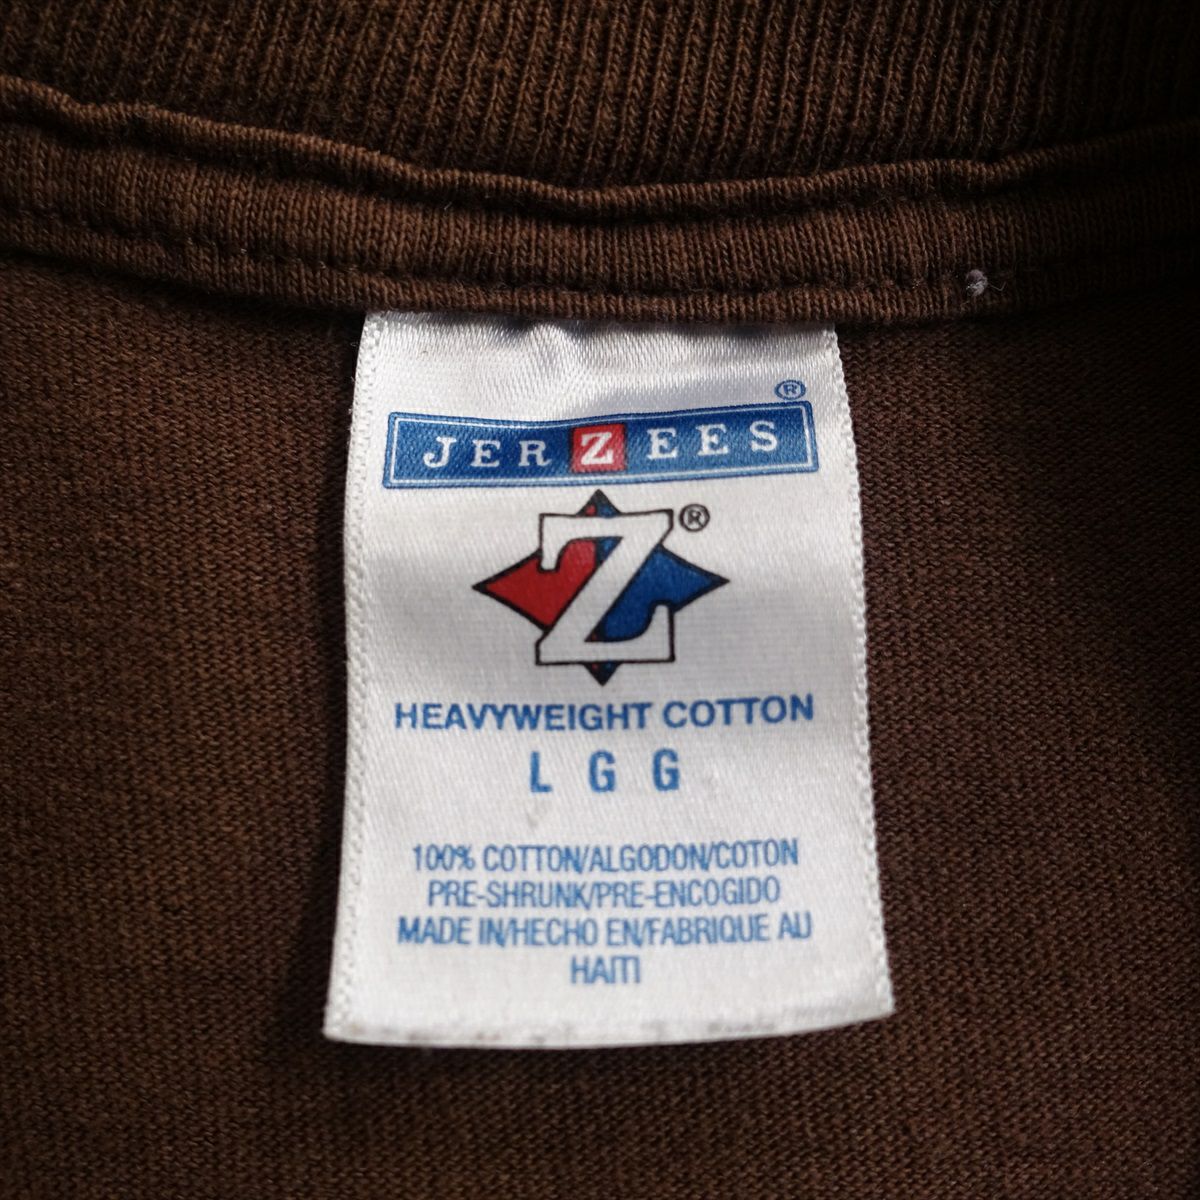 ®
JERZEES
Z®
HEAVYWEIGHT COTTON
L G G
100% COTTON/ALGODON/COTON
PRE-SHRUNK/PRE-ENCOGIDO
MADE IN/HECHO EN/FABRIQUE AU
HAITI